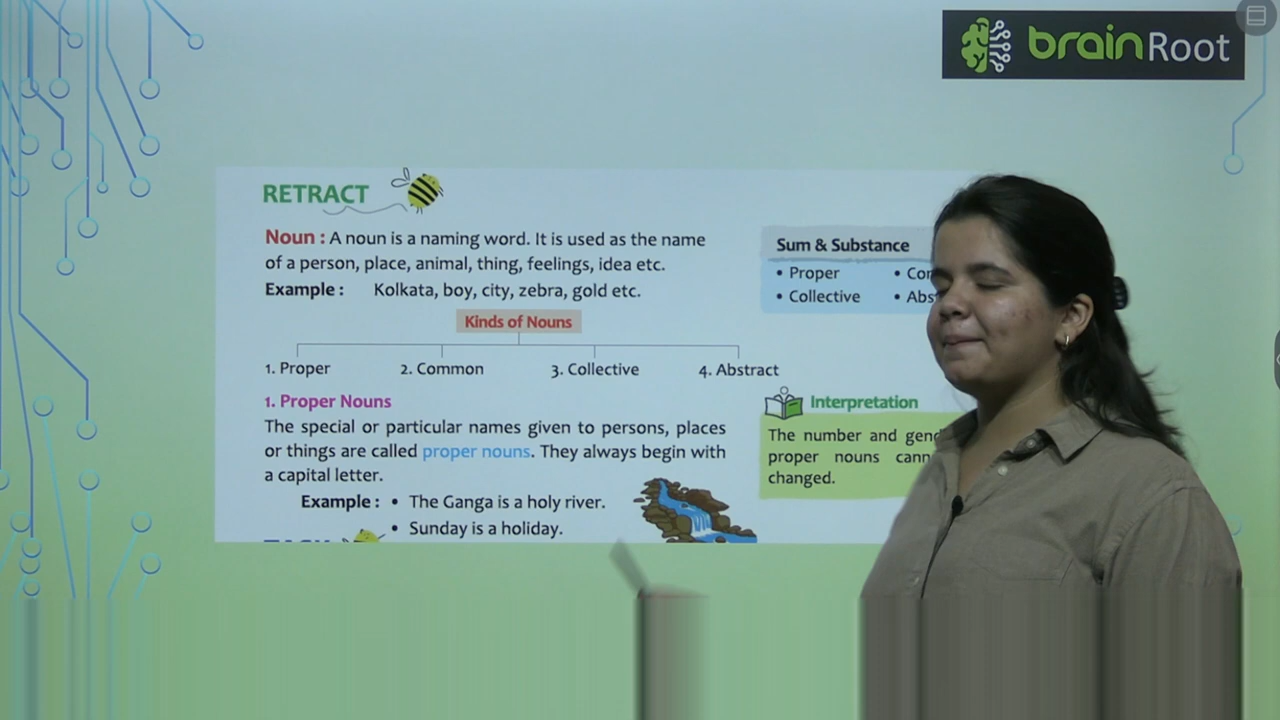 brainRoot
RETRACT
Noun : A noun is a naming word. It is used as the name
of a person, place, animal, thing, feelings, idea etc.
Example : Kolkata, boy, city, zebra, gold etc.
Kinds of Nouns
1. Proper 2. Common 3. Collective 4. Abstract
1. Proper Nouns
The special or particular names given to persons, places
or things are called proper nouns. They always begin with
a capital letter.
Example : • The Ganga is a holy river.
• Sunday is a holiday.
Sum & Substance
• Proper
• Collective
Interpretation
The number and
proper nouns
changed.